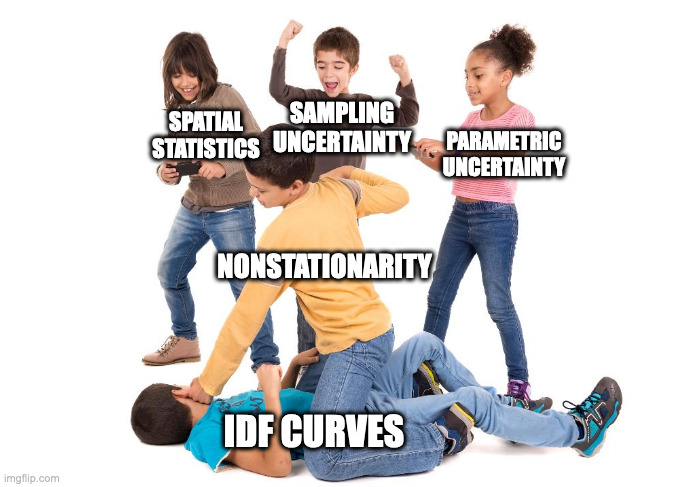 SPATIAL
STATISTICS
SAMPLING
UNCERTAINTY
PARAMETRIC
UNCERTAINTY
NONSTATIONARITY
IDF CURVES
imgflip.com